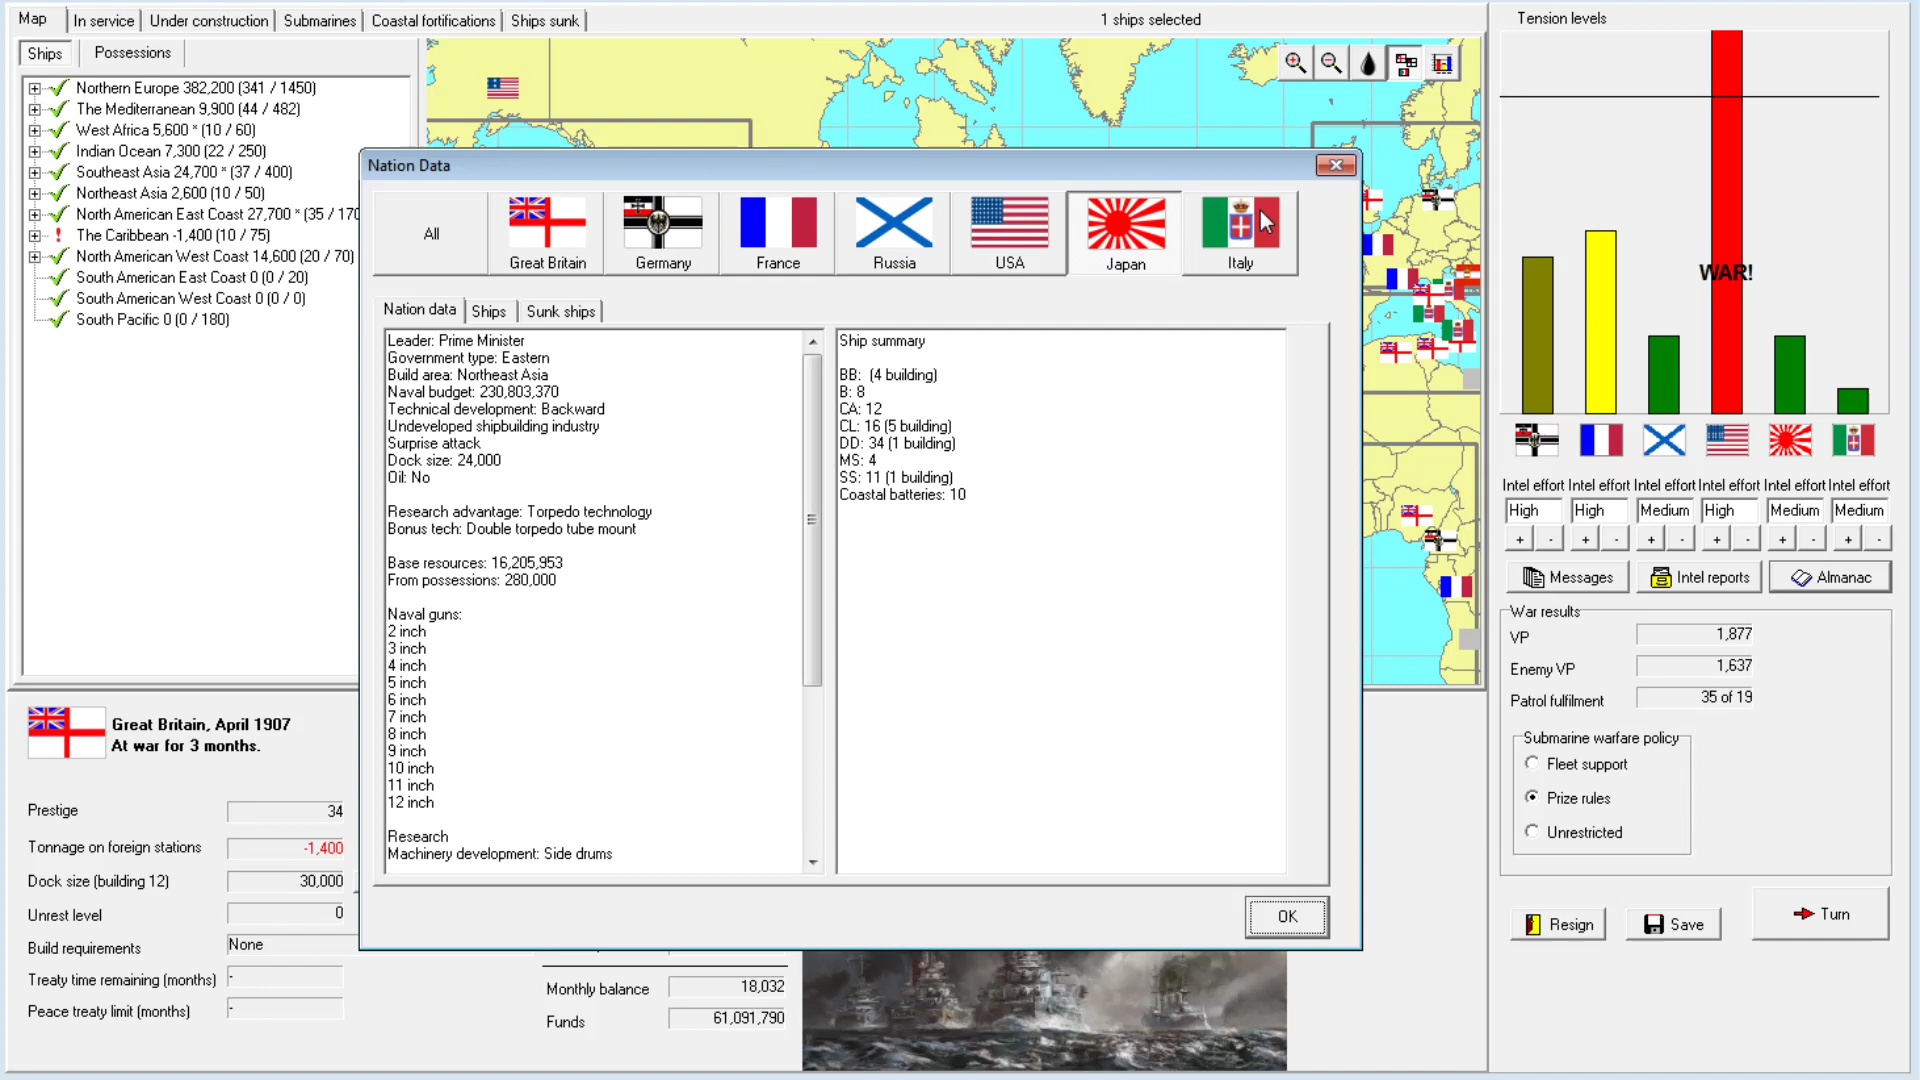 Map
In service
Under construction
Submarines
Coastal fortifications
Ships sunk
1 ships selected
Tension levels
Ships
Possessions
Northern Europe 382,200 (341 / 1450)
The Mediterranean 9,900 (44 / 482)
West Africa 5,600 * (10 / 60)
Indian Ocean 7,300 (22 / 250)
Southeast Asia 24,700 * (37 / 400)
Northeast Asia 2,600 (10 / 50)
North American East Coast 27,700 * (35 / 170
The Caribbean -1,400 (10 / 75)
North American West Coast 14,600 (20 / 70)
South American East Coast 0 (0 / 20)
South American West Coast 0 (0 / 0)
South Pacific 0 (0 / 180)
Nation Data
All
Great Britain
Germany
France
Russia
USA
Japan
Italy
Nation data
Ships
Sunk ships
Leader: Prime Minister
Government type: Eastern
Build area: Northeast Asia
Naval budget: 230,803,370
Technical development: Backward
Undeveloped shipbuilding industry
Surprise attack
Dock size: 24,000
Oil: No
Research advantage: Torpedo technology
Bonus tech: Double torpedo tube mount
Base resources: 16,205,953
From possessions: 280,000
Naval guns:
2 inch
3 inch
4 inch
5 inch
6 inch
7 inch
8 inch
9 inch
10 inch
11 inch
12 inch
Research
Machinery development: Side drums
Ship summary
BB:  (4 building)
B: 8
CA: 12
CL: 16 (5 building)
DD: 34 (1 building)
MS: 4
SS: 11 (1 building)
Coastal batteries: 10
OK
WAR!
Intel effort Intel effort Intel effort Intel effort Intel effort Intel effort
High High Medium High Medium Medium
+ - + - + - + - + - + -
Messages
Intel reports
Almanac
War results
VP 1,877
Enemy VP 1,637
Patrol fulfilment 35 of 19
Submarine warfare policy
Fleet support
Prize rules
Unrestricted
Resign
Save
Turn
Great Britain, April 1907
At war for 3 months.
Prestige 34
Tonnage on foreign stations -1,400
Dock size (building 12) 30,000
Unrest level 0
Build requirements None
Treaty time remaining (months) -
Peace treaty limit (months) -
Monthly balance 18,032
Funds 61,091,790